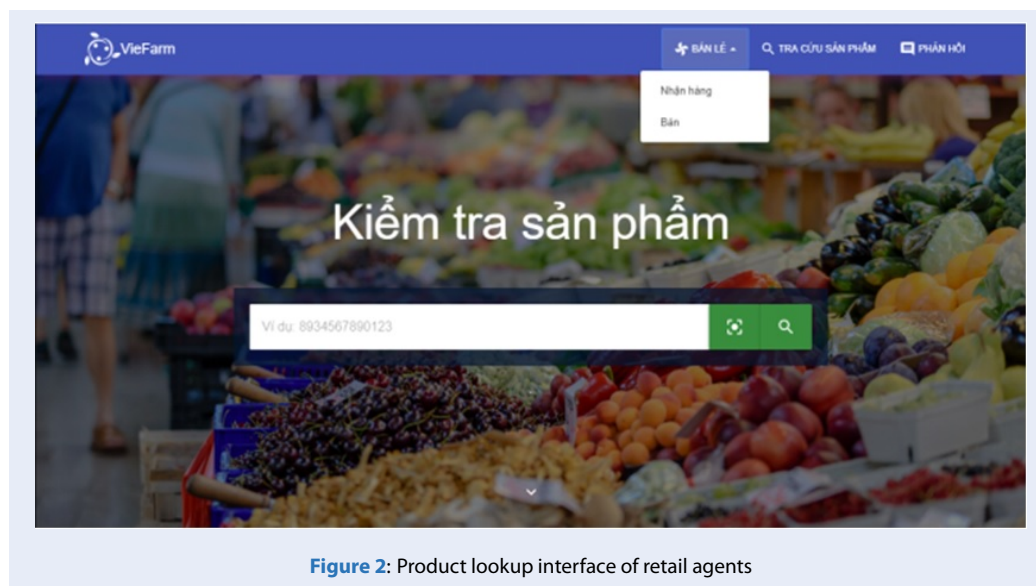 VieFarm
BÁN LẺ
TRA CỨU SẢN PHẨM
PHẢN HỒI
Nhận hàng
Bán
Kiểm tra sản phẩm
Ví dụ: 8934567890123
Figure 2: Product lookup interface of retail agents